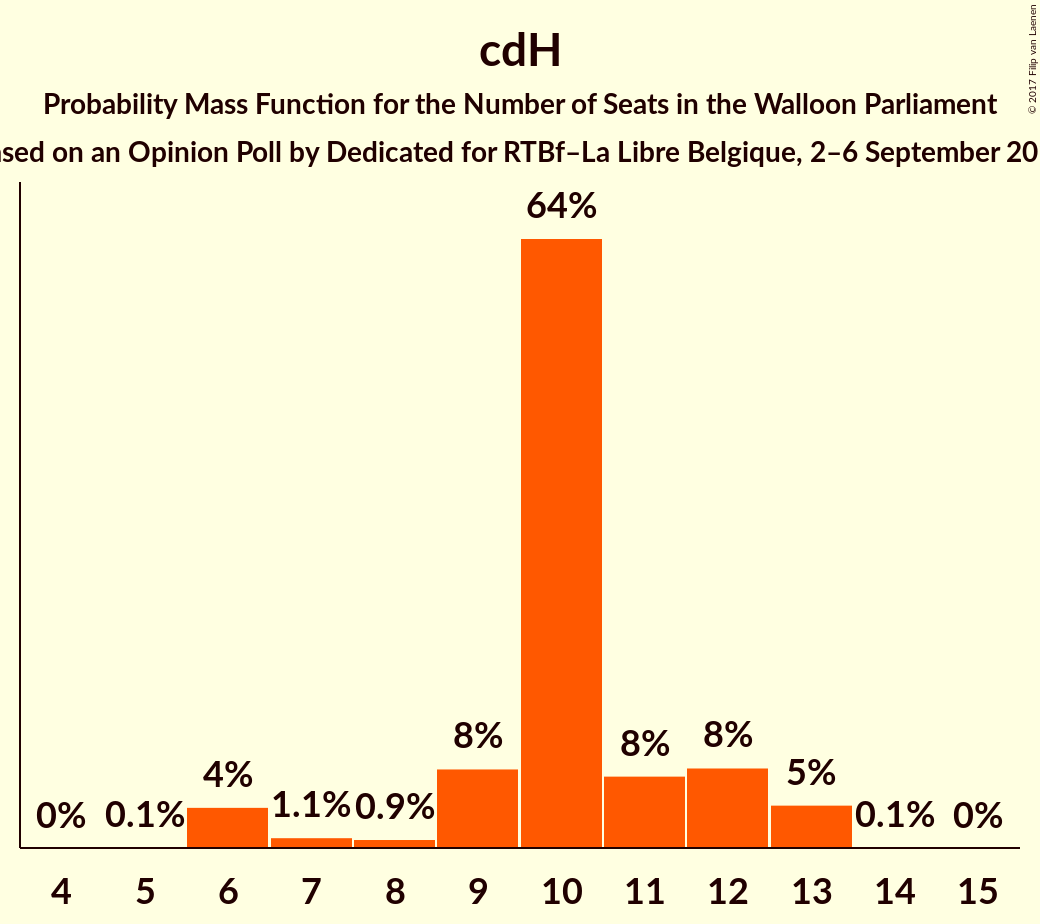 cdH
Probability Mass Function for the Number of Seats in the Walloon Parliament
on an Opinion Poll by Dedicated for RTBf–La Libre Belgique, 2–6 September
© 2017 Filip van Laenen
64%
8%
8%
8%
4%
5%
1.1%
0.9%
0%
0.1%
0.1%
0%
4 5 6 7 8 9 10 11 12 13 14 15